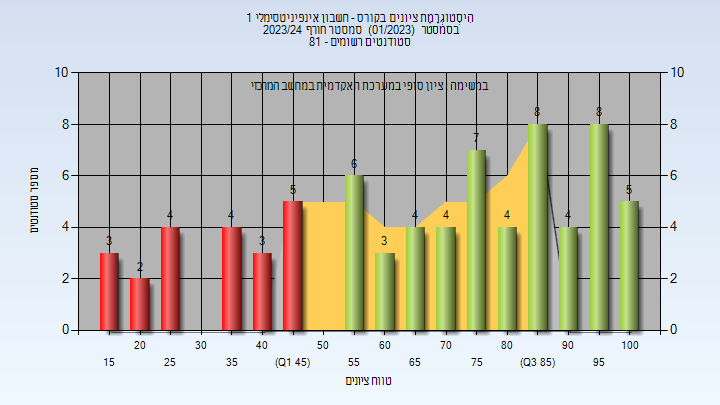 היסטוגרמת ציונים בקורס - חשבון אינפיניטסימלי 1
בסמסטר (01/2023) סמסטר חורף 2023/24
סטודנטים רשומים - 81
במשימה ציון סופי במערכת האקדמית במחשב המרכזי
מספר סטודנטים
10 10
8 8
6 6
4 4
2 2
0 0
3 2 4 4 3 5 6 3 4 4 7 4 8 4 8 5
20 30 40 50 60 70 80 90 100
15 25 35 (Q1 45) 55 65 75 (Q3 85) 95
טווח ציונים